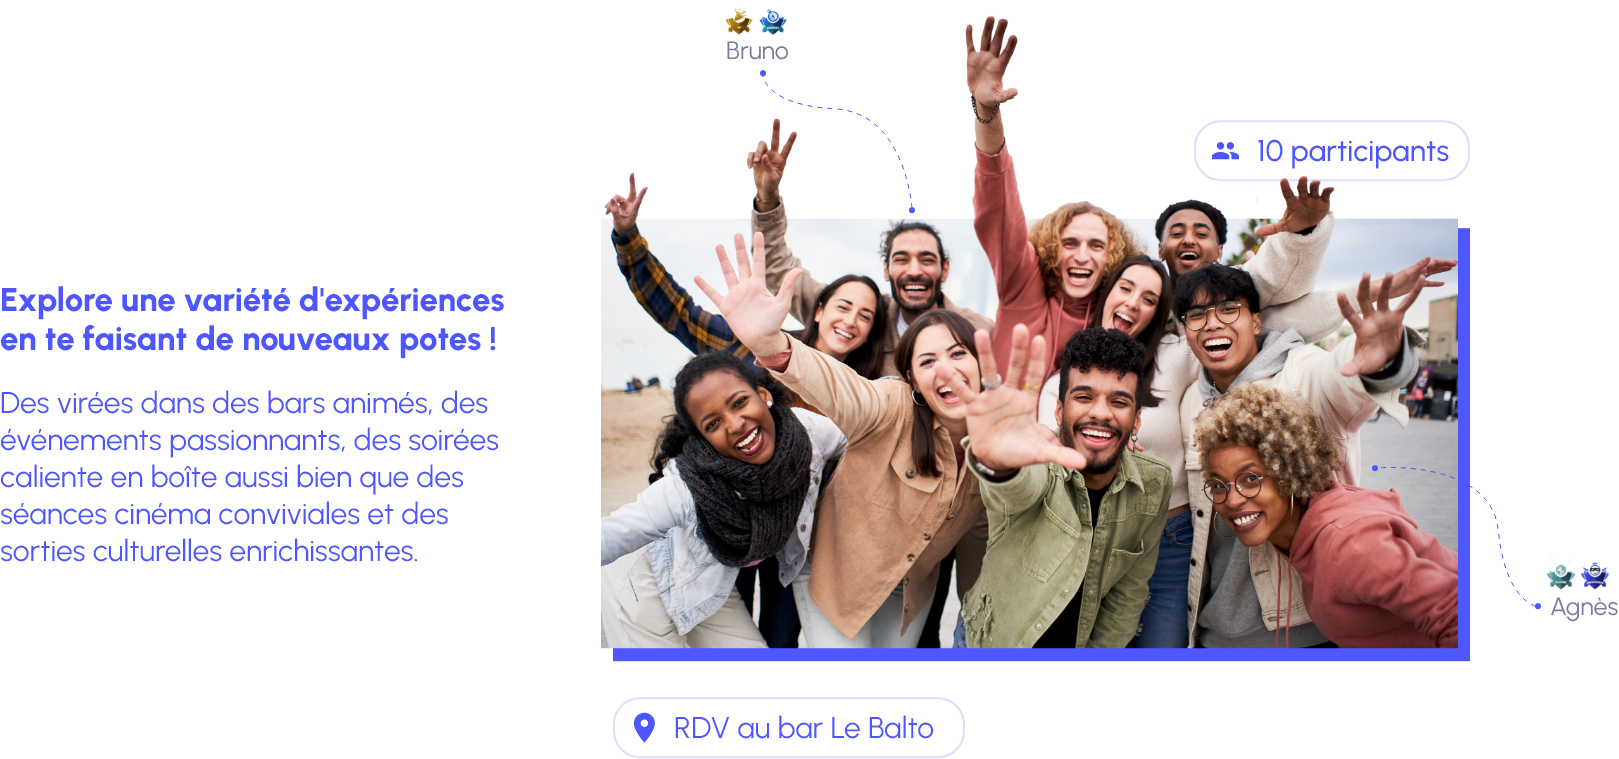 Bruno
10 participants
Explore une variété d'expériences
en te faisant de nouveaux potes !
Des virées dans des bars animés, des
événements passionnants, des soirées
caliente en boîte aussi bien que des
séances cinéma conviviales et des
sorties culturelles enrichissantes.
Agnès
RDV au bar Le Balto